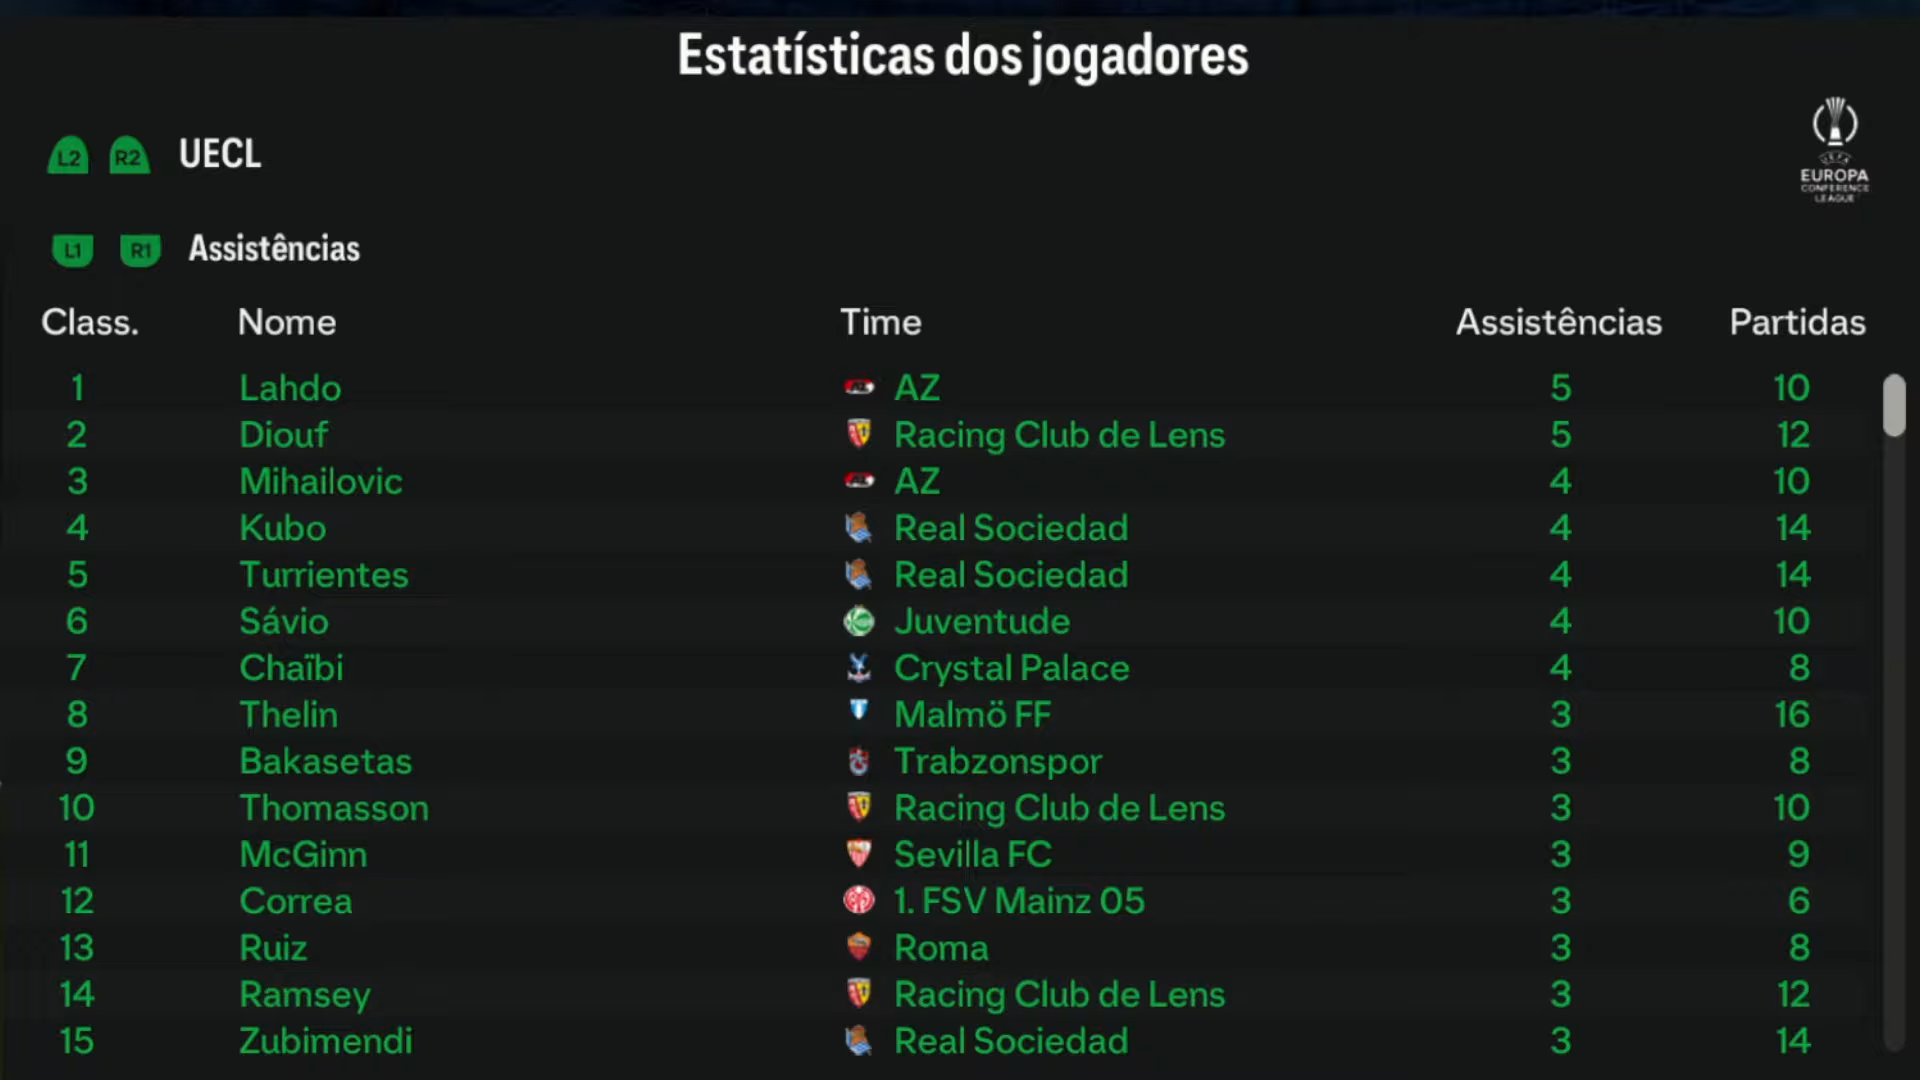 Estatísticas dos jogadores
L2 R2 UECL
UEFA
EUROPA
CONFERENCE
LEAGUE
L1 R1 Assistências
Class. Nome Time Assistências Partidas
1 Lahdo AZ 5 10
2 Diouf Racing Club de Lens 5 12
3 Mihailovic AZ 4 10
4 Kubo Real Sociedad 4 14
5 Turrientes Real Sociedad 4 14
6 Sávio Juventude 4 10
7 Chaïbi Crystal Palace 4 8
8 Thelin Malmö FF 3 16
9 Bakasetas Trabzonspor 3 8
10 Thomasson Racing Club de Lens 3 10
11 McGinn Sevilla FC 3 9
12 Correa 1. FSV Mainz 05 3 6
13 Ruiz Roma 3 8
14 Ramsey Racing Club de Lens 3 12
15 Zubimendi Real Sociedad 3 14